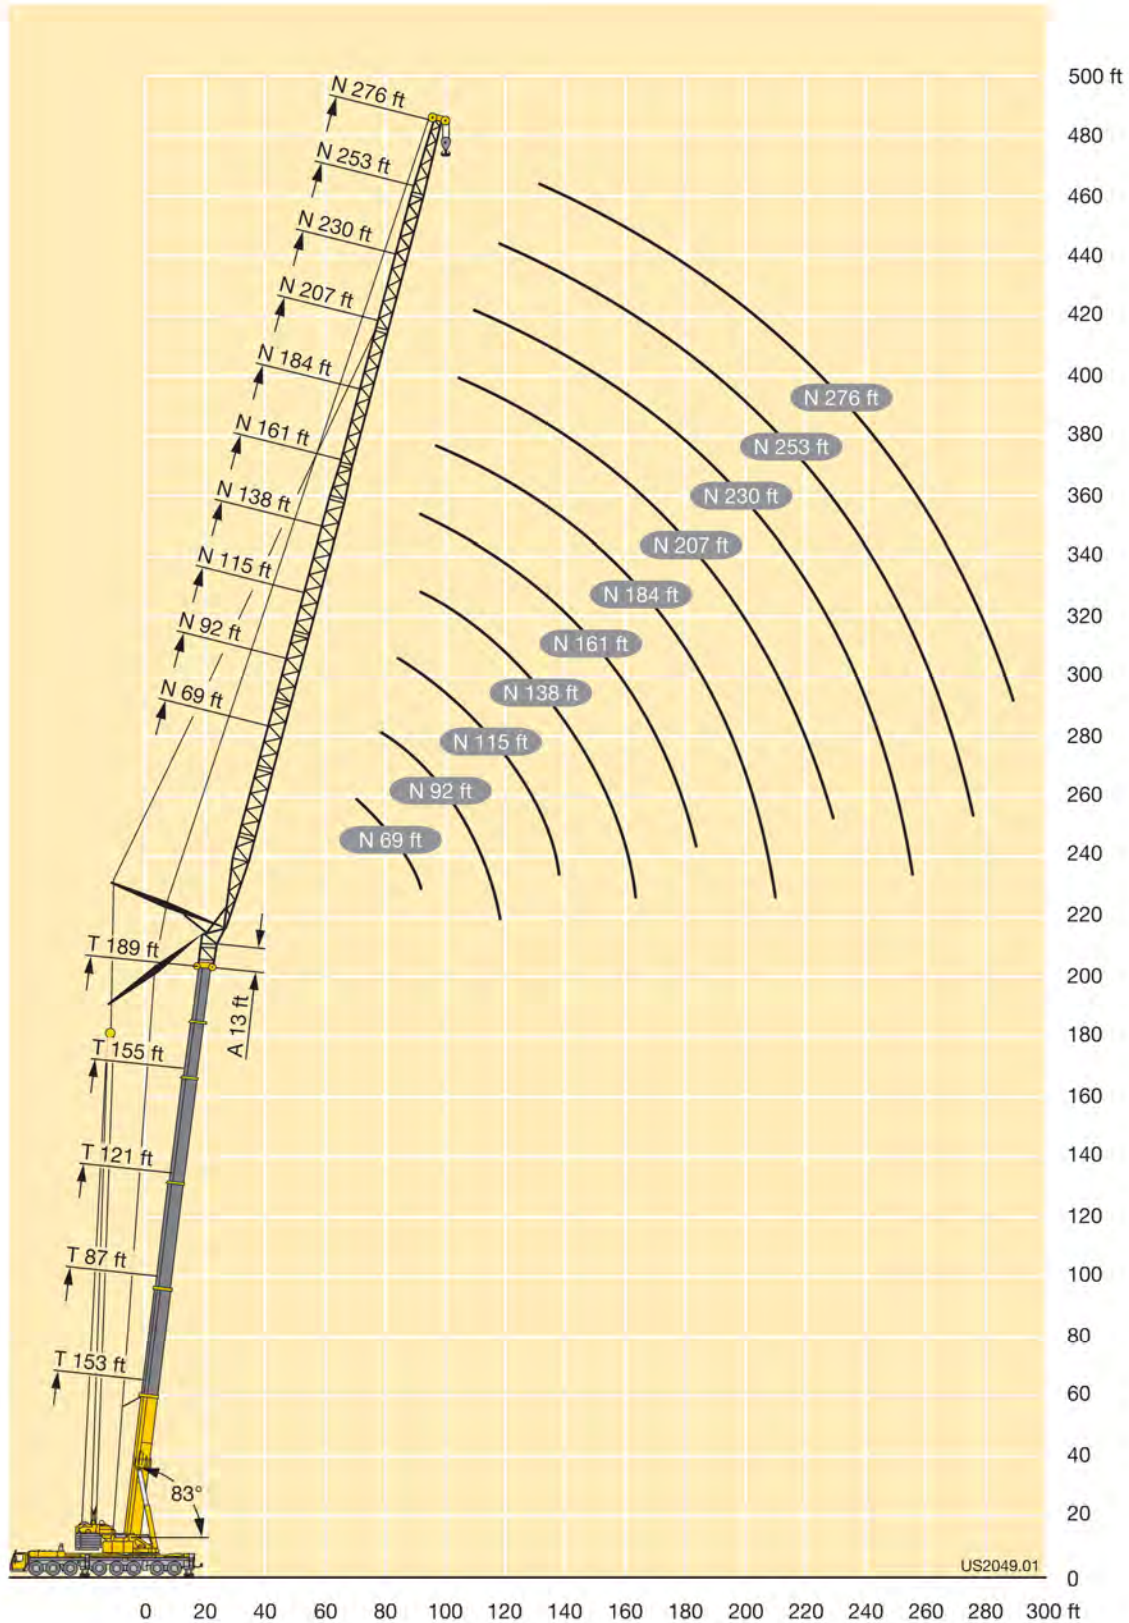 500 ft
N 276 ft
480
N 253 ft
460
N 230 ft
440
N 207 ft
420
N 184 ft
400
N 276 ft
N 161 ft
380
N 253 ft
N 138 ft
360
N 230 ft
N 115 ft
340
N 207 ft
N 92 ft
320
N 184 ft
N 69 ft
300
N 161 ft
N 138 ft
280
N 115 ft
260
N 92 ft
240
N 69 ft
220
T 189 ft
200
A 13 ft
180
T 155 ft
160
T 121 ft
140
120
T 87 ft
100
80
T 153 ft
60
40
83°
20
US2049.01
0
0 20 40 60 80 100 120 140 160 180 200 220 240 260 280 300 ft